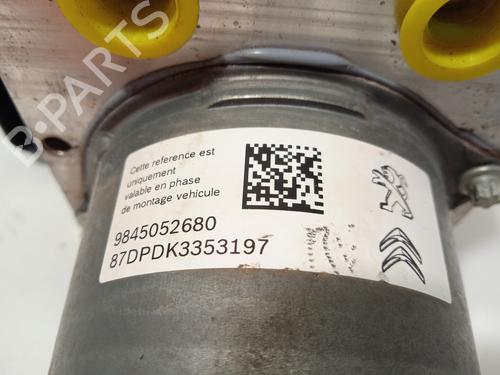 Cette reference est
uniquement
valable en phase
de montage vehicule
9845052680
87DPDK3353197
B-PARTS